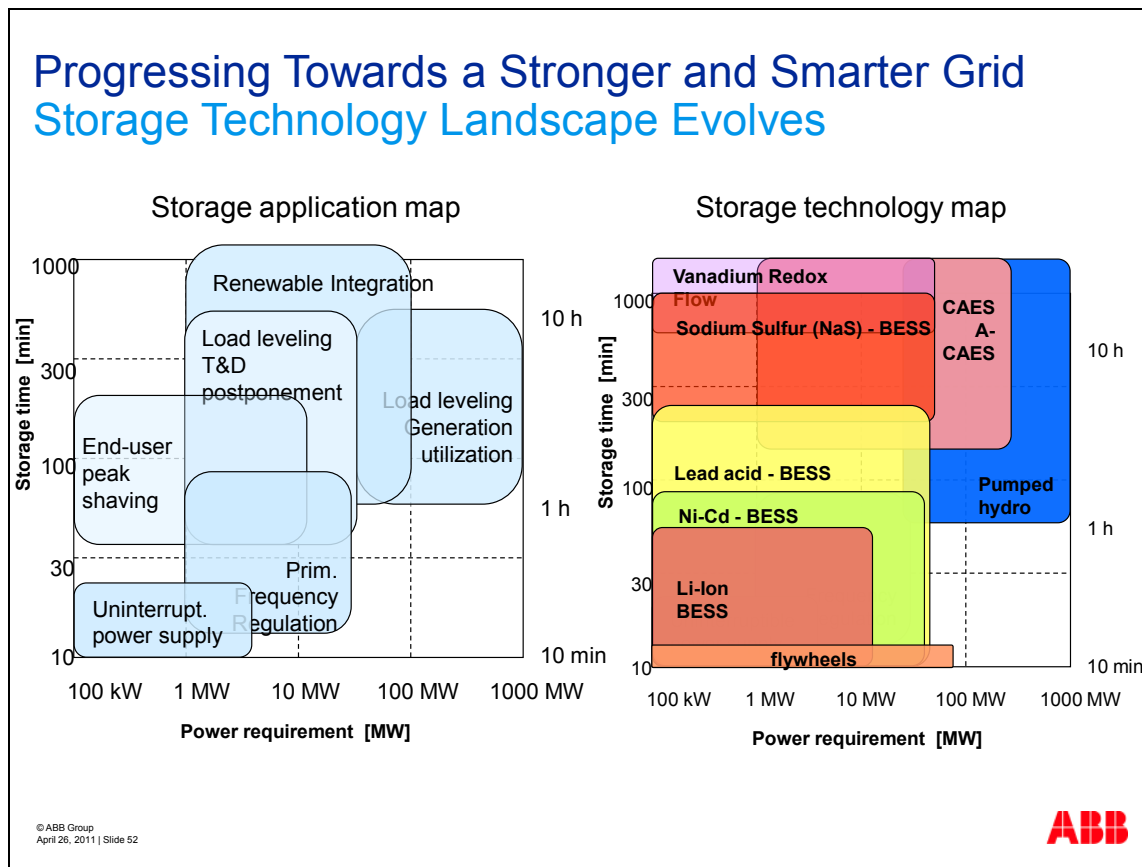 Progressing Towards a Stronger and Smarter Grid
Storage Technology Landscape Evolves
Storage application map
Storage time [min]
1000
300
100
30
10
Renewable Integration
Load leveling
T&D
postponement
Load leveling
Generation
utilization
End-user
peak
shaving
Prim.
Frequency
Regulation
Uninterrupt.
power supply
10 h
1 h
10 min
100 kW
1 MW
10 MW
100 MW
1000 MW
Power requirement [MW]
Storage technology map
Storage time [min]
1000
300
100
30
10
Vanadium Redox
Flow
Sodium Sulfur (NaS) - BESS
CAES
A-
CAES
Lead acid - BESS
Pumped
hydro
Ni-Cd - BESS
Li-Ion
BESS
flywheels
10 h
1 h
10 min
100 kW
1 MW
10 MW
100 MW
1000 MW
Power requirement [MW]
© ABB Group
April 26, 2011 | Slide 52
ABB